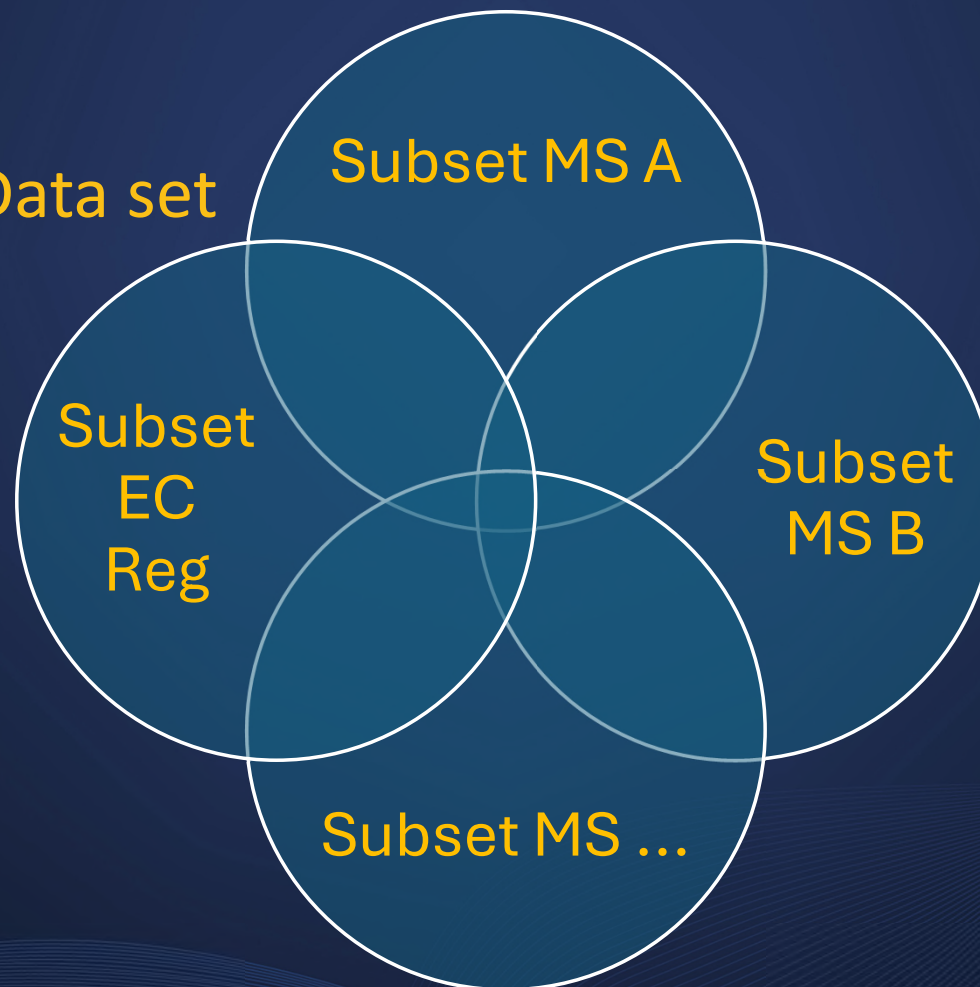 Subset MS A
Data set
Subset
EC
Reg
Subset
MS B
Subset MS ...